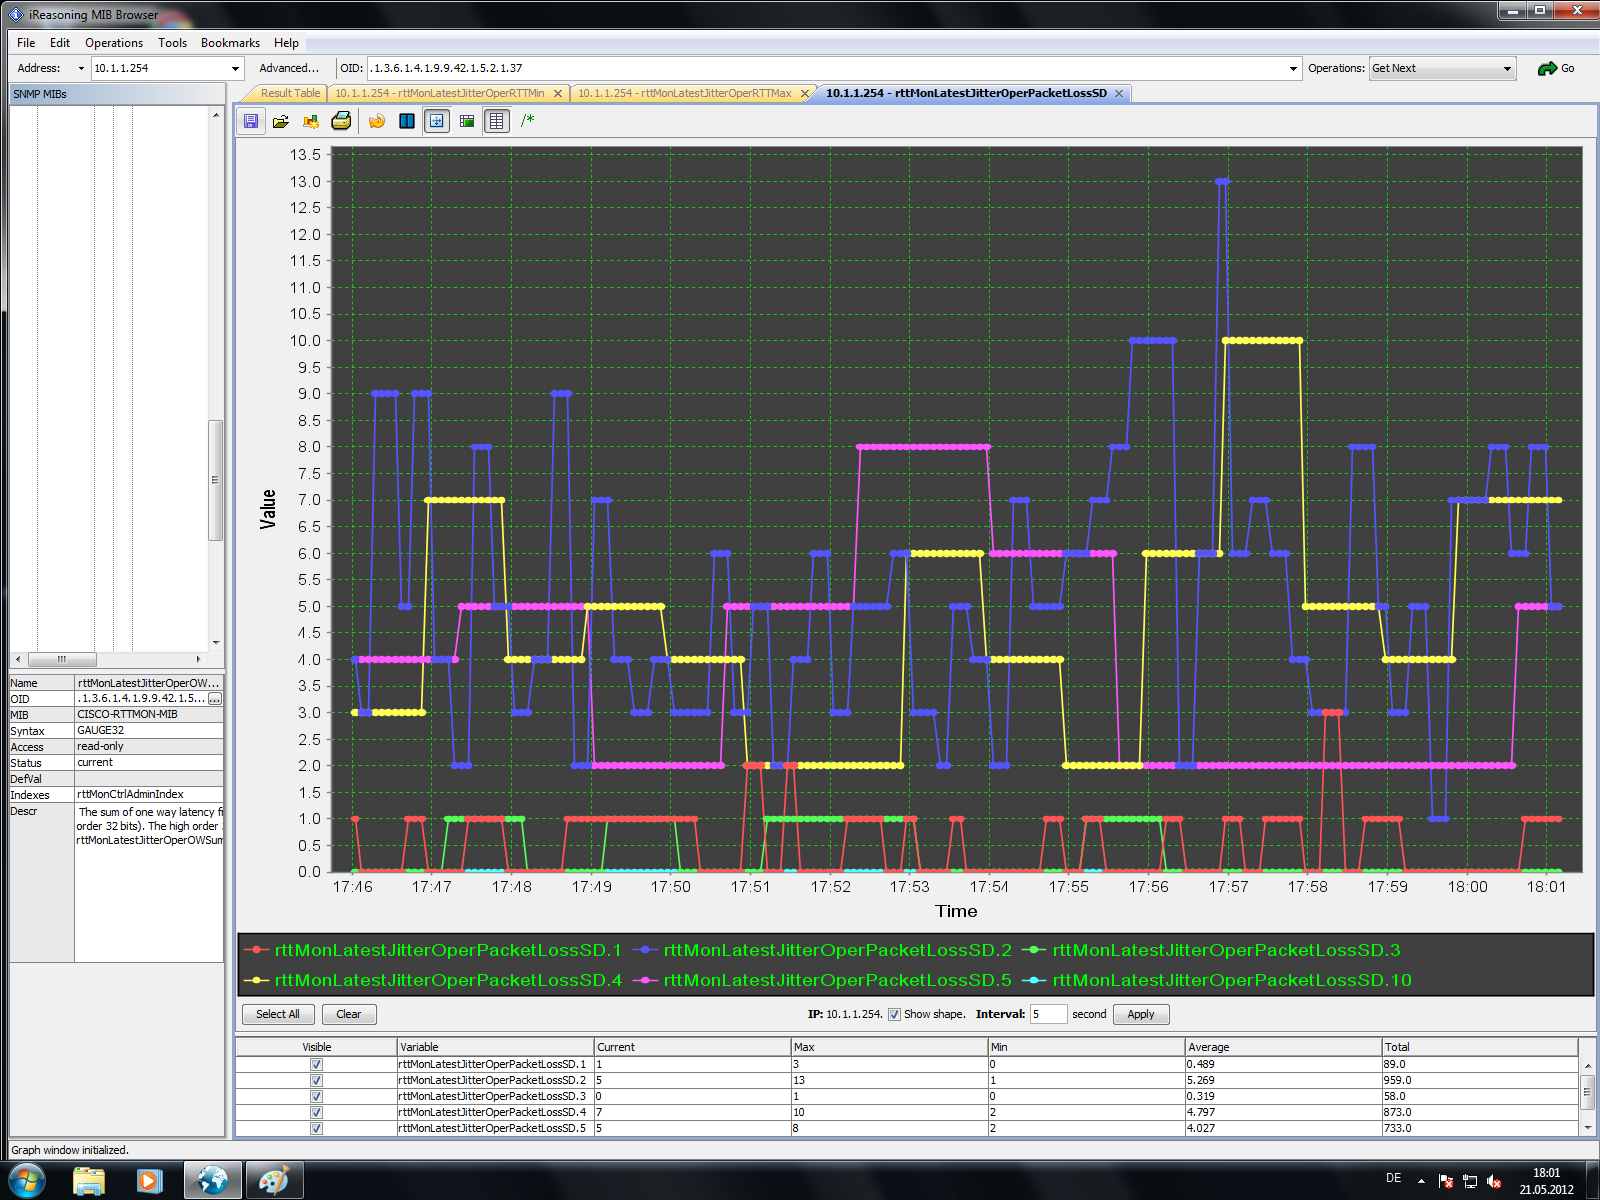 iReasoning MIB Browser
File Edit Operations Tools Bookmarks Help
Address: 10.1.1.254 Advanced... OID: .1.3.6.1.4.1.9.9.42.1.5.2.1.37 Operations: Get Next Go
SNMP MIBs
Result Table 10.1.1.254 - rttMonLatestJitterOperRTTMin 10.1.1.254 - rttMonLatestJitterOperRTTMax 10.1.1.254 - rttMonLatestJitterOperPacketLossSD
/*
13.5
13.0
12.5
12.0
11.5
11.0
10.5
10.0
9.5
9.0
8.5
8.0
7.5
7.0
6.5
6.0
5.5
5.0
4.5
4.0
3.5
3.0
2.5
2.0
1.5
1.0
0.5
0.0
Value
17:46 17:47 17:48 17:49 17:50 17:51 17:52 17:53 17:54 17:55 17:56 17:57 17:58 17:59 18:00 18:01
Time
rttMonLatestJitterOperPacketLossSD.1 rttMonLatestJitterOperPacketLossSD.2 rttMonLatestJitterOperPacketLossSD.3
rttMonLatestJitterOperPacketLossSD.4 rttMonLatestJitterOperPacketLossSD.5 rttMonLatestJitterOperPacketLossSD.10
Name rttMonLatestJitterOperOW...
OID .1.3.6.1.4.1.9.9.42.1.5... ...
MIB CISCO-RTTMON-MIB
Syntax GAUGE32
Access read-only
Status current
DefVal
Indexes rttMonCtrlAdminIndex
Descr The sum of one way latency f
order 32 bits). The high order
rttMonLatestJitterOperOWSum
Select All Clear IP: 10.1.1.254. Show shape. Interval: 5 second Apply
Visible Variable Current Max Min Average Total
rttMonLatestJitterOperPacketLossSD.1 1 3 0 0.489 89.0
rttMonLatestJitterOperPacketLossSD.2 5 13 1 5.269 959.0
rttMonLatestJitterOperPacketLossSD.3 0 1 0 0.319 58.0
rttMonLatestJitterOperPacketLossSD.4 7 10 2 4.797 873.0
rttMonLatestJitterOperPacketLossSD.5 5 8 2 4.027 733.0
Graph window initialized.
DE 18:01
21.05.2012